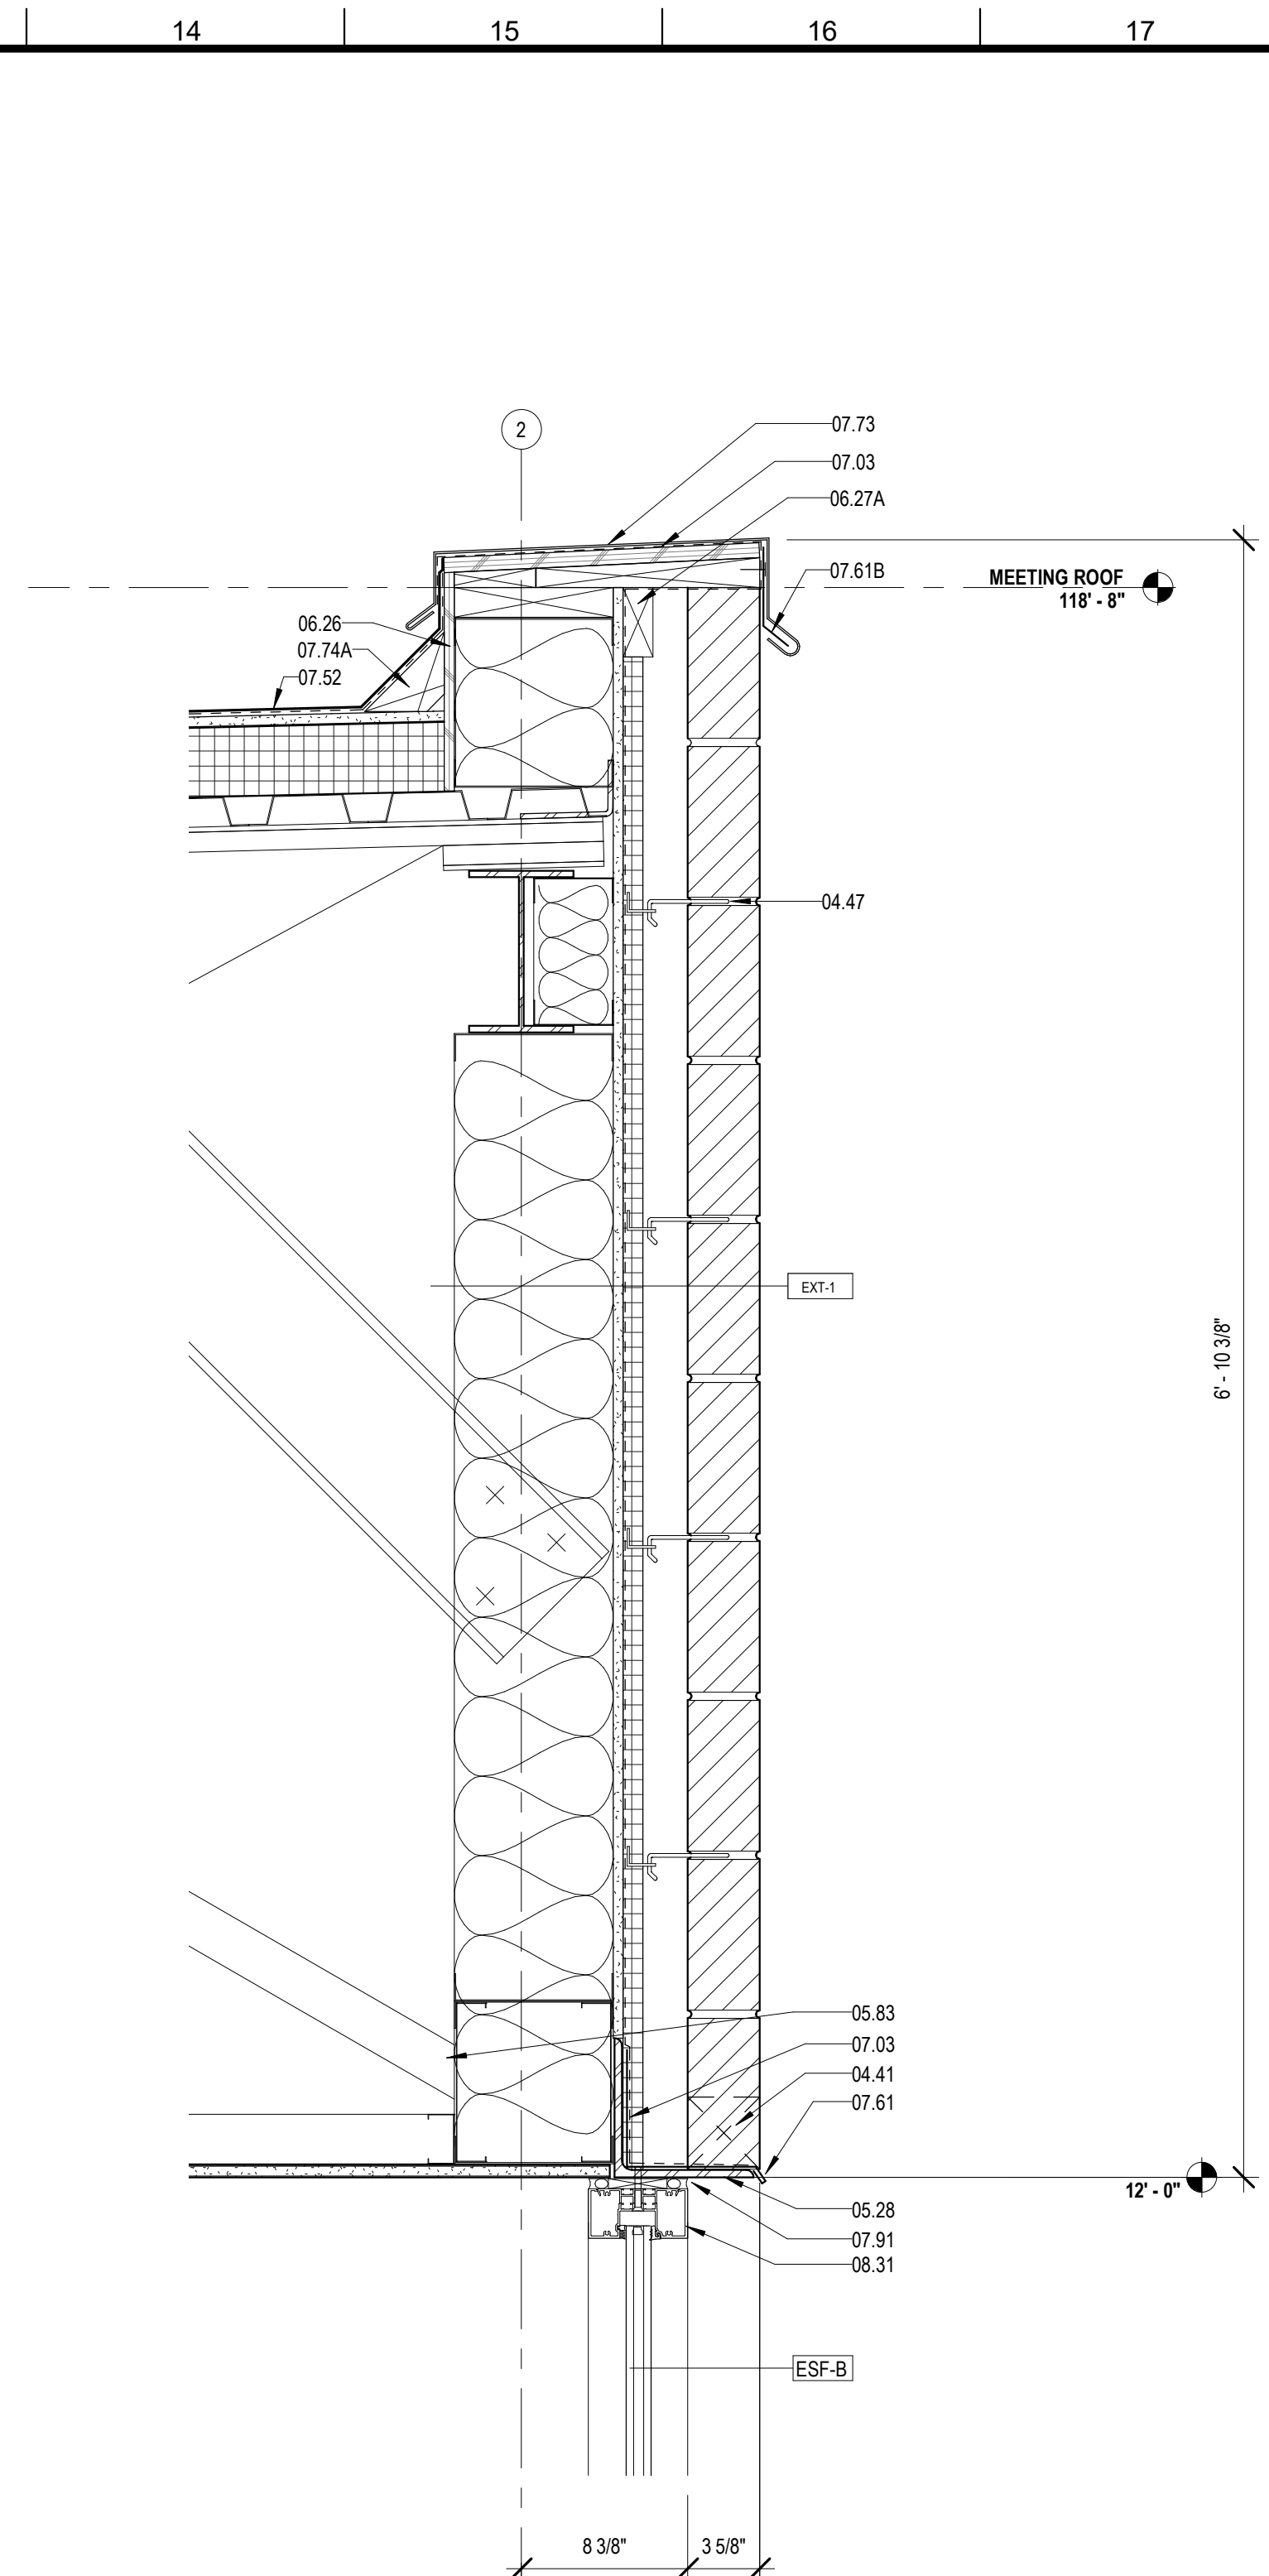 14
15
16
17
2
07.73
07.03
06.27A
07.61B
MEETING ROOF
118' - 8"
06.26
07.74A
07.52
04.47
EXT-1
6' - 10 3/8"
05.83
07.03
04.41
07.61
12' - 0"
05.28
07.91
08.31
ESF-B
8 3/8"
3 5/8"